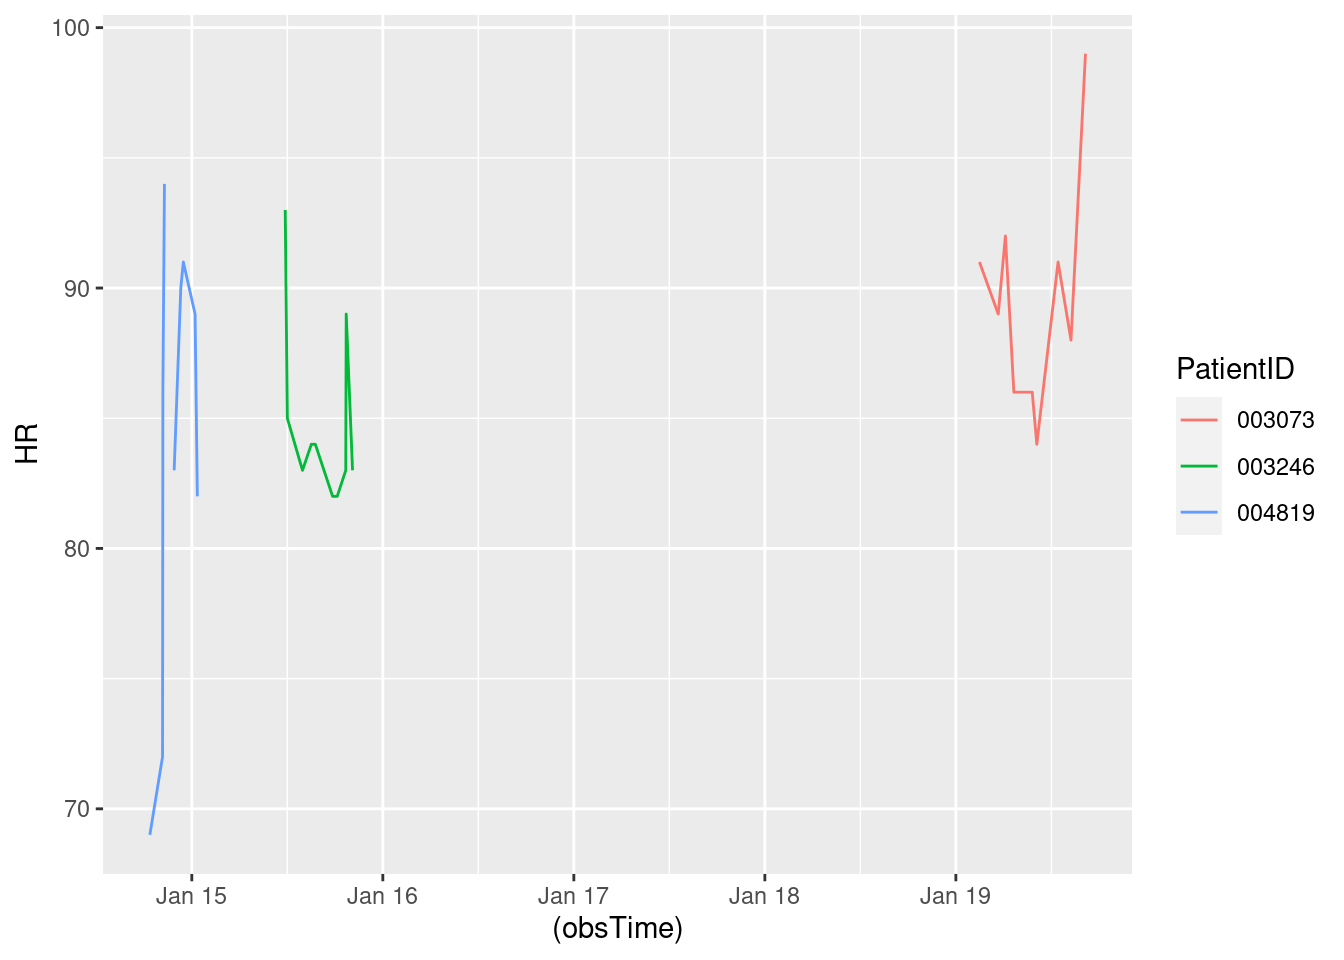 100
90
80
70
HR
Jan 15
Jan 16
Jan 17
Jan 18
Jan 19
(obsTime)
PatientID
003073
003246
004819